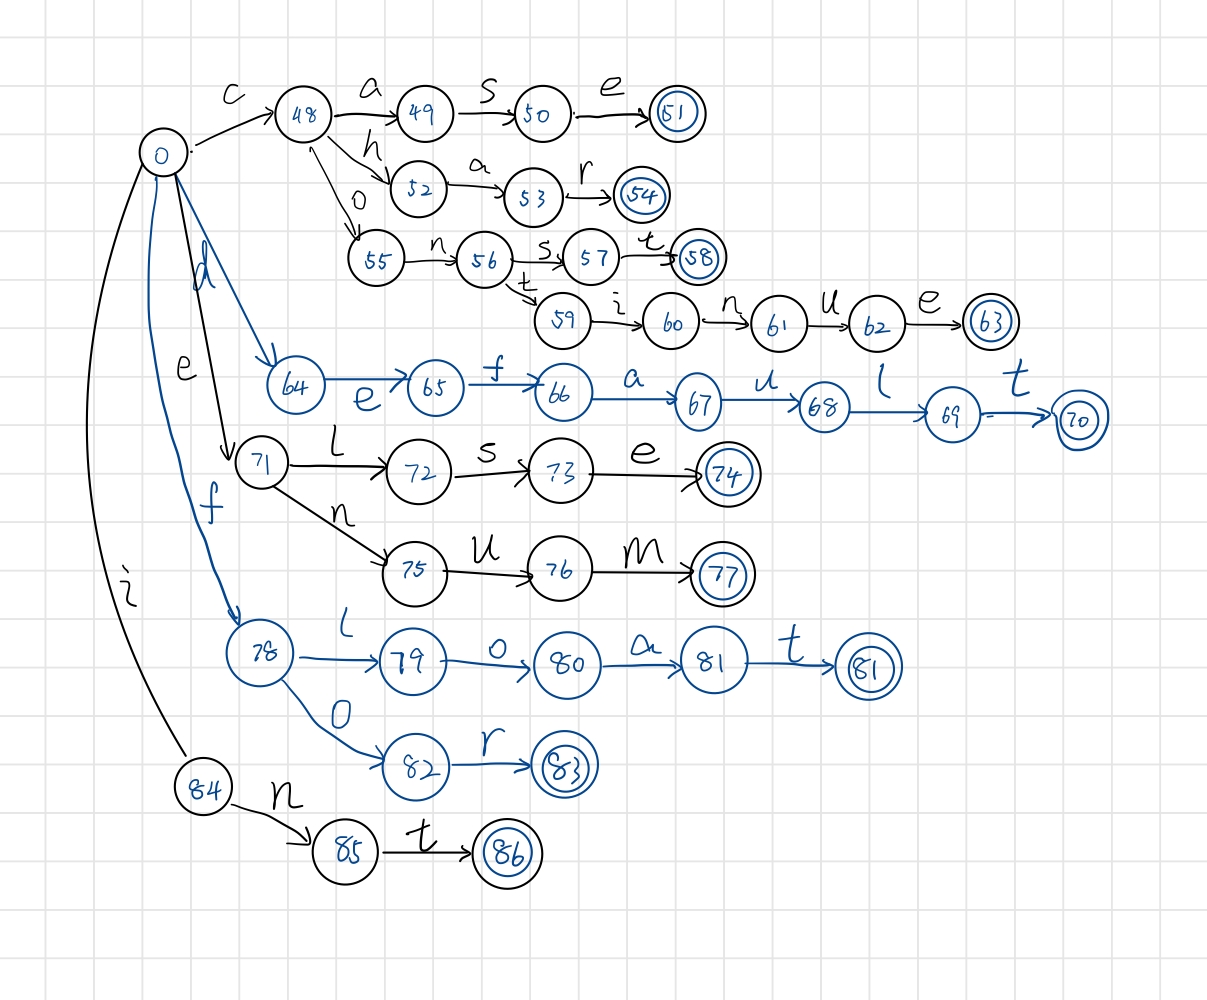 c a s e
0 48 49 50 51
h a r
52 53 54
o n s t
55 56 57 58
t i n u e
59 60 61 62 63
d e f a u l t
64 65 66 67 68 69 70
e l s e
71 72 73 74
n u m
75 76 77
f l o a t
78 79 80 81 81
o r
82 83
i n t
84 85 86